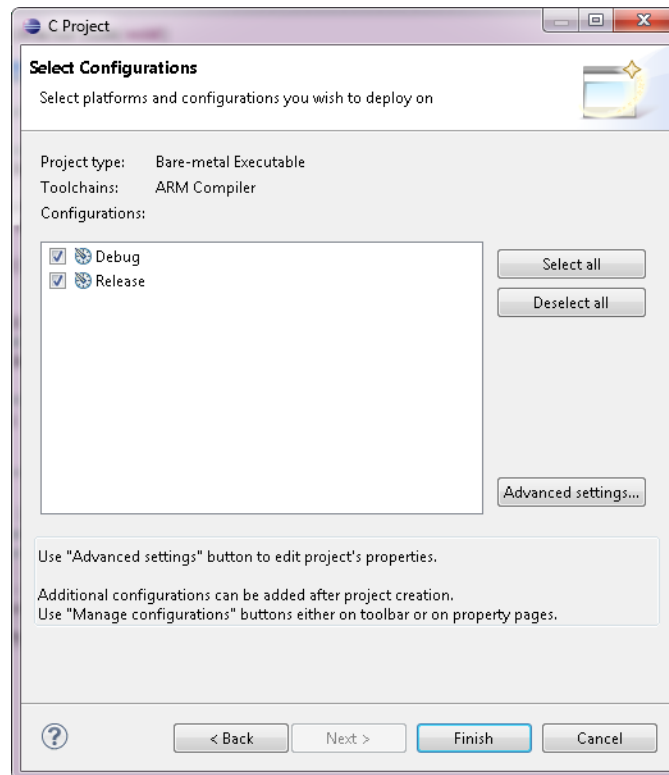 C Project
Select Configurations
Select platforms and configurations you wish to deploy on
Project type: Bare-metal Executable
Toolchains: ARM Compiler
Configurations:
Debug
Release
Select all
Deselect all
Advanced settings...
Use "Advanced settings" button to edit project's properties.
Additional configurations can be added after project creation.
Use "Manage configurations" buttons either on toolbar or on property pages.
?
< Back
Next >
Finish
Cancel